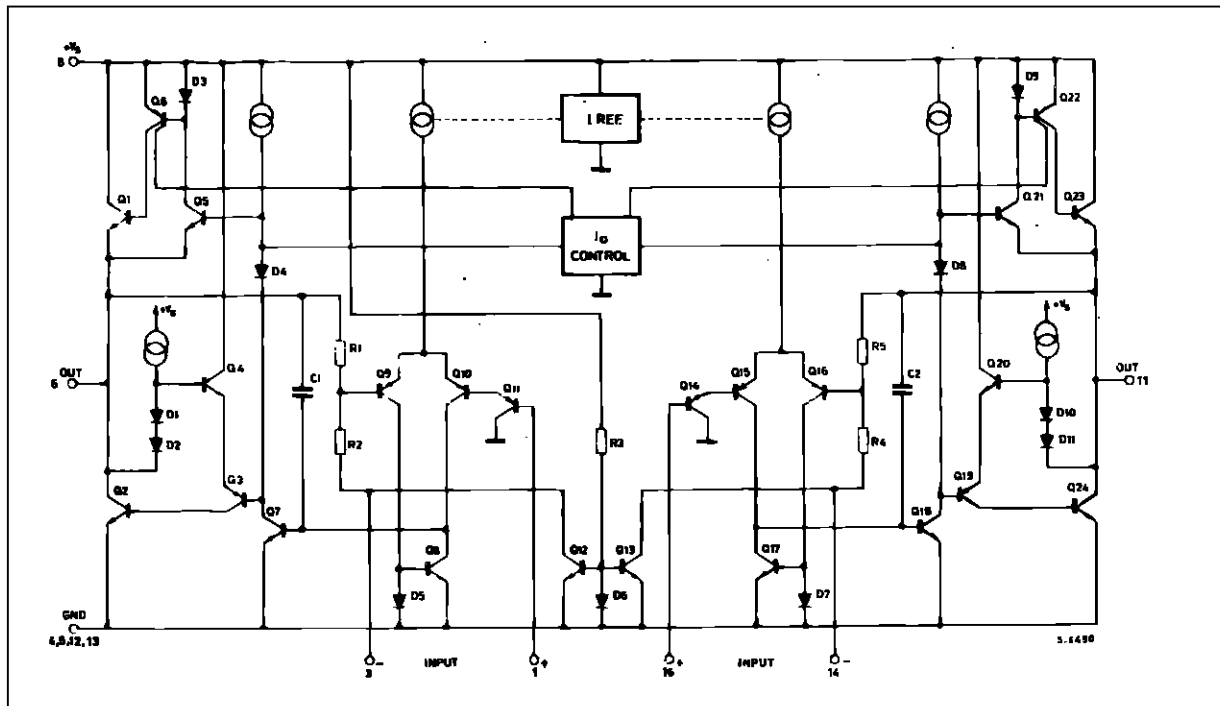 +Vs
8
D3
Q6
D9
Q22
I REF
Q1
Q5
Q21
Q23
IQ
CONTROL
D4
D8
+Vs
+Vs
R1
R5
Q4
C1
Q9
Q10
Q11
Q14
Q15
Q16
C2
Q20
OUT
6
OUT
11
D1
D2
R2
R3
R4
D10
D11
Q2
Q3
Q7
Q19
Q24
Q18
Q8
Q12
Q13
Q17
D5
D6
D7
GND
4,5,12,13
S-6490
3
-
INPUT
1
+
16
+
INPUT
14
-